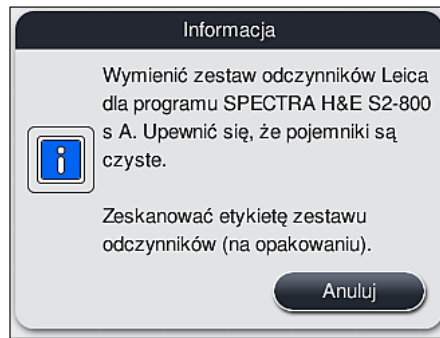 Informacja
Wymienić zestaw odczynników Leica
dla programu SPECTRA H&E S2-800
s A. Upewnić się, że pojemniki są
czyste.
Zeskanować etykietę zestawu
odczynników (na opakowaniu).
Anuluj